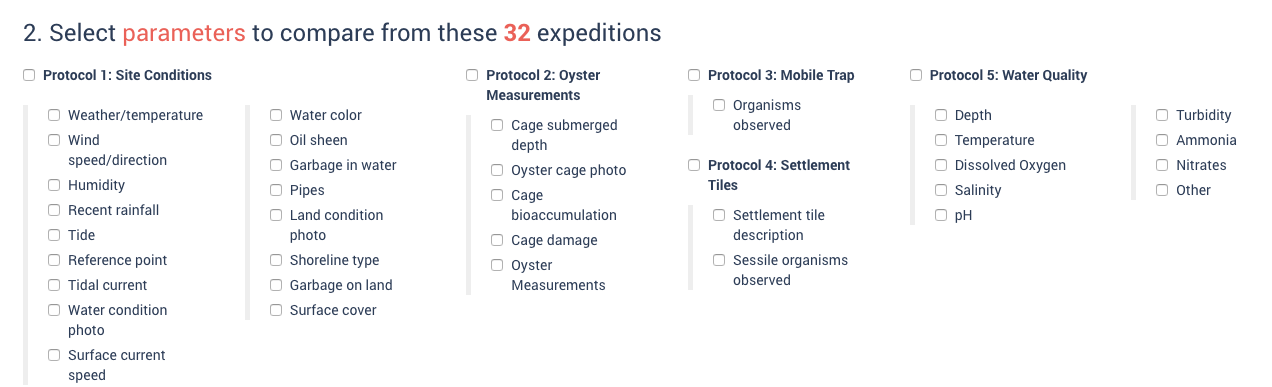 2. Select parameters to compare from these 32 expeditions
Protocol 1: Site Conditions
Weather/temperature
Wind
speed/direction
Humidity
Recent rainfall
Tide
Reference point
Tidal current
Water condition
photo
Surface current
speed
Water color
Oil sheen
Garbage in water
Pipes
Land condition
photo
Shoreline type
Garbage on land
Surface cover
Protocol 2: Oyster
Measurements
Cage submerged
depth
Oyster cage photo
Cage
bioaccumulation
Cage damage
Oyster
Measurements
Protocol 3: Mobile Trap
Organisms
observed
Protocol 4: Settlement
Tiles
Settlement tile
description
Sessile organisms
observed
Protocol 5: Water Quality
Depth
Temperature
Dissolved Oxygen
Salinity
pH
Turbidity
Ammonia
Nitrates
Other